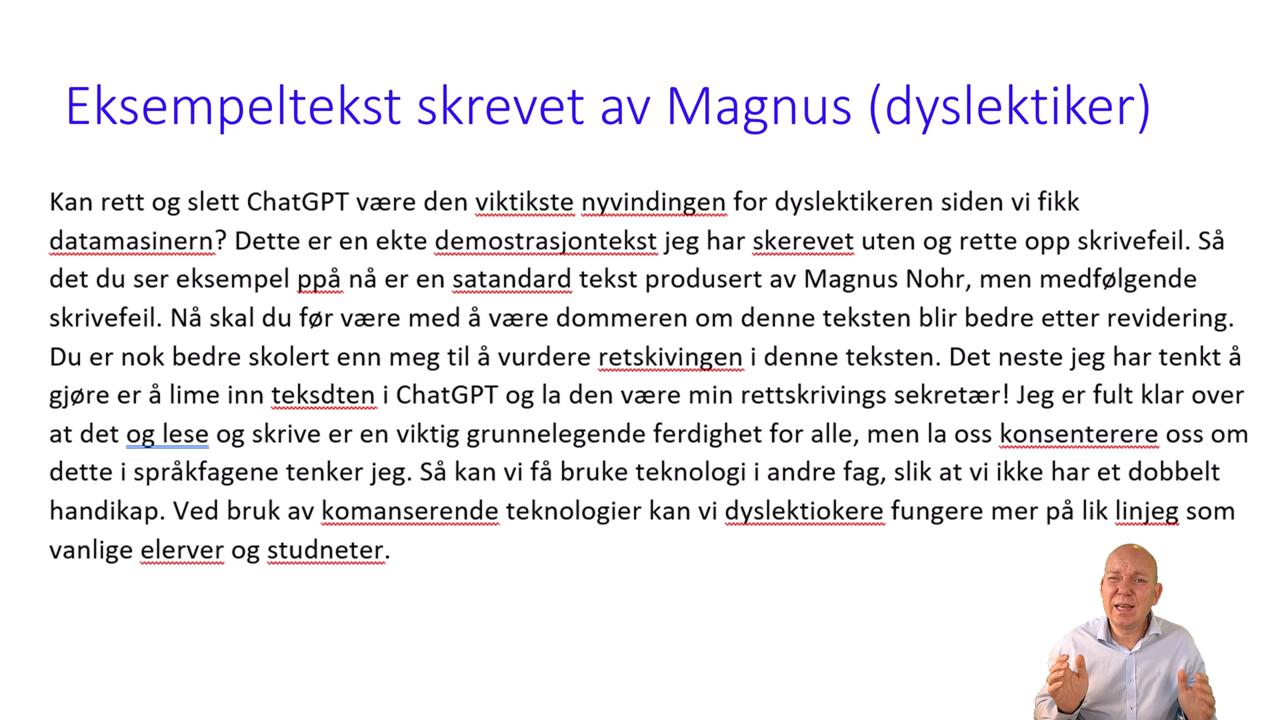 Eksempeltekst skrevet av Magnus (dyslektiker)
Kan rett og slett ChatGPT være den viktikste nyvindingen for dyslektikeren siden vi fikk
datamasinern? Dette er en ekte demostrasjontekst jeg har skerevet uten og rette opp skrivefeil. Så
det du ser eksempel ppå nå er en satandard tekst produsert av Magnus Nohr, men medfølgende
skrivefeil. Nå skal du før være med å være dommeren om denne teksten blir bedre etter revidering.
Du er nok bedre skolert enn meg til å vurdere retskivingen i denne teksten. Det neste jeg har tenkt å
gjøre er å lime inn teksdten i ChatGPT og la den være min rettskrivings sekretær! Jeg er fult klar over
at det og lese og skrive er en viktig grunnelegende ferdighet for alle, men la oss konsenterere oss om
dette i språkfagene tenker jeg. Så kan vi få bruke teknologi i andre fag, slik at vi ikke har et dobbelt
handikap. Ved bruk av komanserende teknologier kan vi dyslektiokere fungere mer på lik linjeg som
vanlige elerver og studneter.